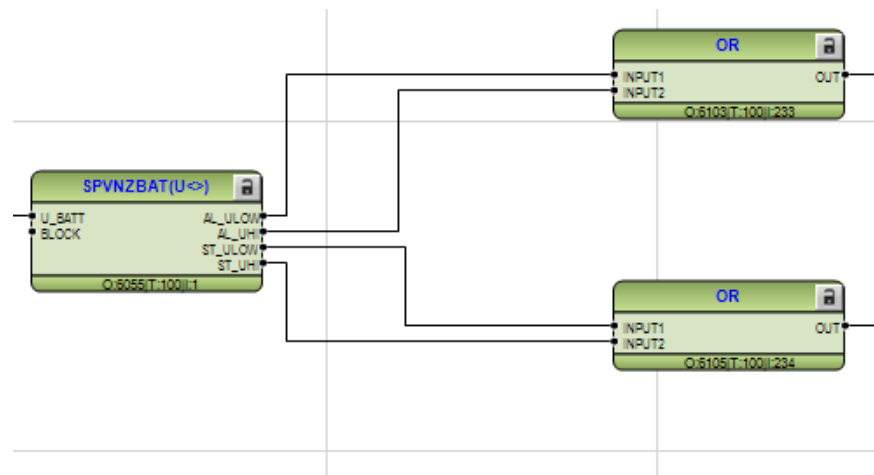 OR
INPUT1 OUT
INPUT2
O:6103|T:100|I:233
SPVNZBAT(U<>)
U_BATT AL_ULOW
BLOCK AL_UHI
ST_ULOW
ST_UHI
O:6055|T:100|I:1
OR
INPUT1 OUT
INPUT2
O:6105|T:100|I:234